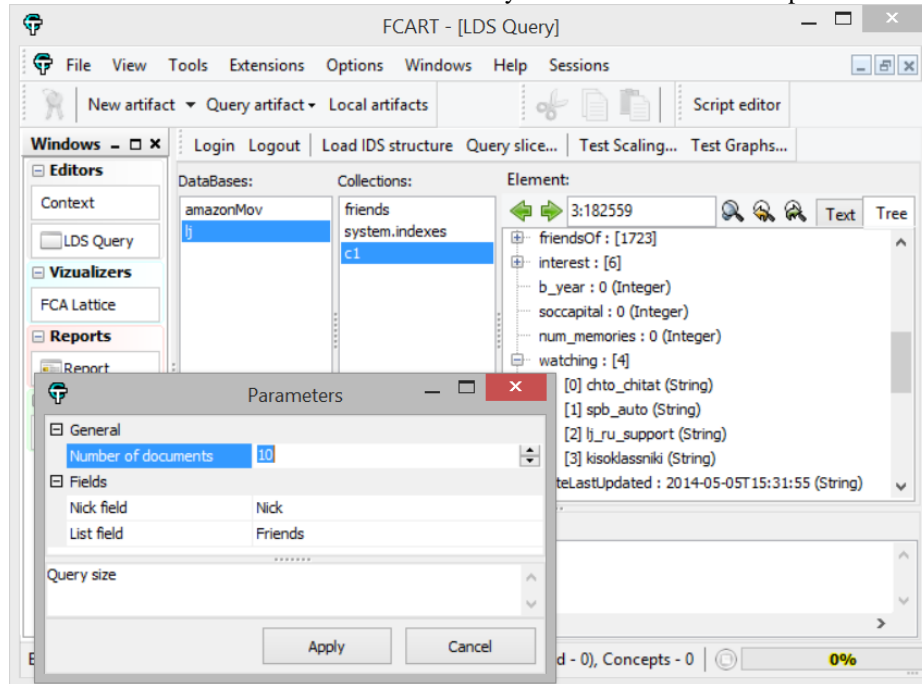 FCART - [LDS Query]
File View Tools Extensions Options Windows Help Sessions
New artifact Query artifact Local artifacts Script editor
Windows
Login Logout Load IDS structure Query slice... Test Scaling... Test Graphs...
Editors
Context
LDS Query
Vizualizers
FCA Lattice
Reports
Report
DataBases:
amazonMov
lj
Collections:
friends
system.indexes
c1
Element:
3:182559
Text Tree
friendsOf : [1723]
interest : [6]
b_year : 0 (Integer)
soccapital : 0 (Integer)
num_memories : 0 (Integer)
watching : [4]
[0] chto_chitat (String)
[1] spb_auto (String)
[2] lj_ru_support (String)
[3] kisoklassniki (String)
teLastUpdated : 2014-05-05T15:31:55 (String)
Parameters
General
Number of documents 10
Fields
Nick field Nick
List field Friends
Query size
Apply Cancel
d - 0), Concepts - 0 0%